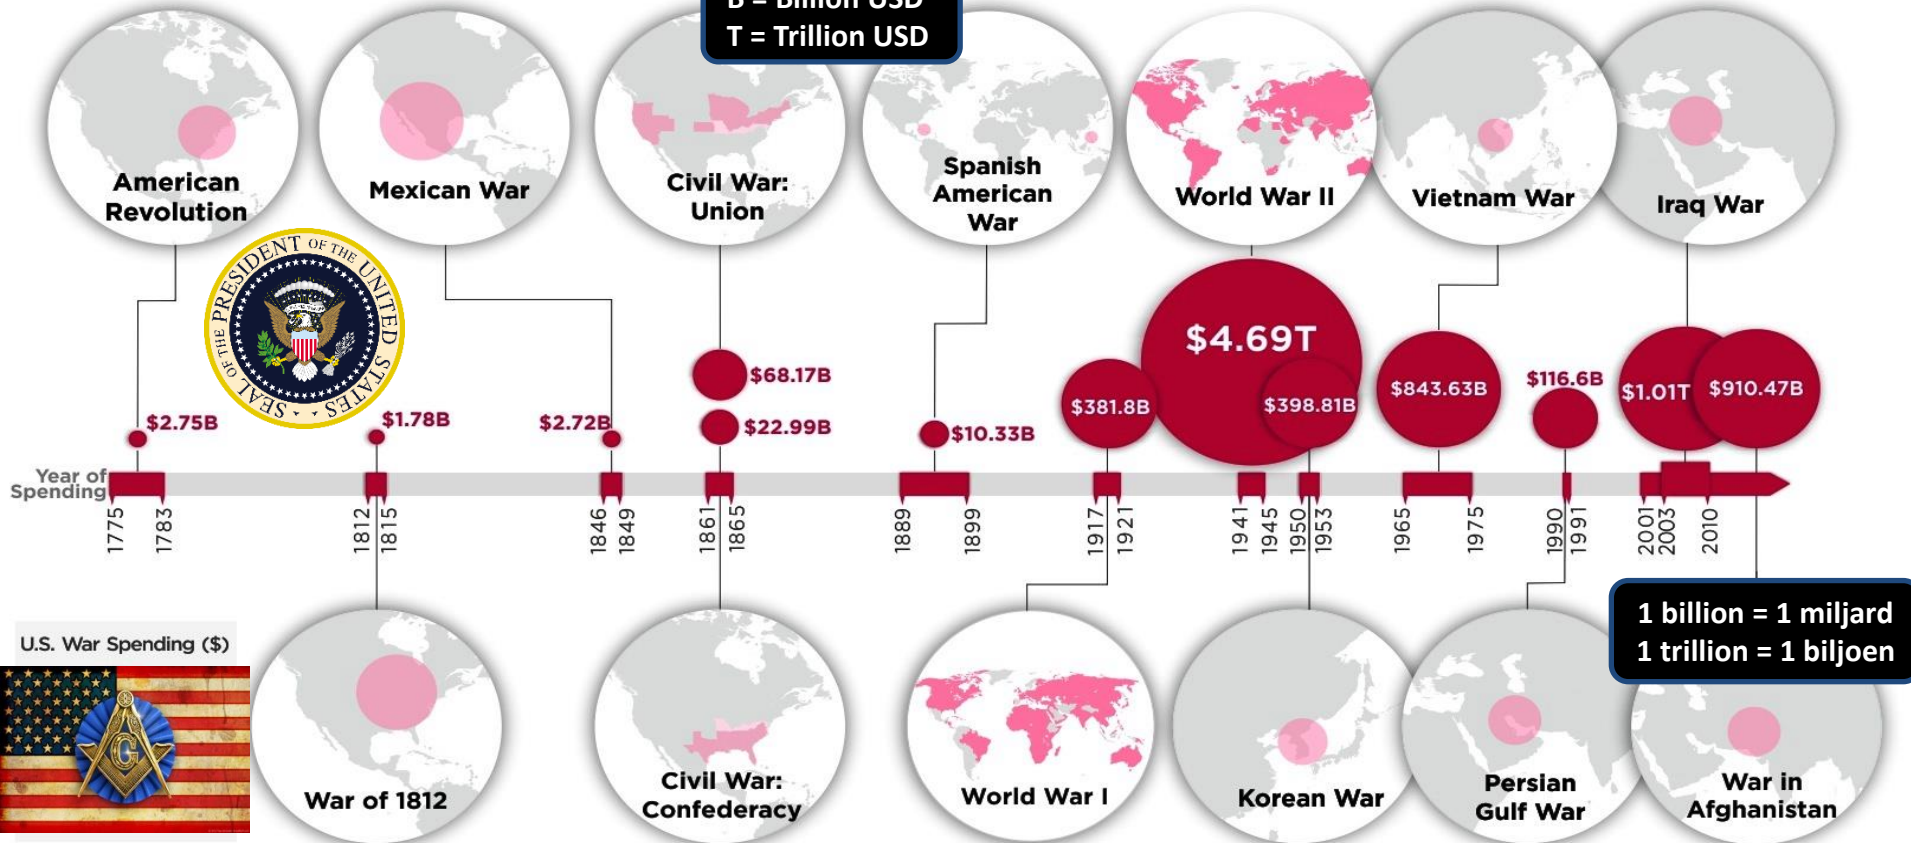 B = Billion USD
T = Trillion USD
American
Revolution
Mexican War
Civil War:
Union
Spanish
American
War
World War II
Vietnam War
Iraq War
SEAL OF THE PRESIDENT OF THE UNITED STATES
$2.75B
$1.78B
$2.72B
$68.17B
$22.99B
$10.33B
$381.8B
$4.69T
$398.81B
$843.63B
$116.6B
$1.01T
$910.47B
Year of
Spending
1775
1783
1812
1815
1846
1849
1861
1865
1889
1899
1917
1921
1941
1945
1950
1953
1965
1975
1990
1991
2001
2003
2010
1 billion = 1 miljard
1 trillion = 1 biljoen
U.S. War Spending ($)
G
War of 1812
Civil War:
Confederacy
World War I
Korean War
Persian
Gulf War
War in
Afghanistan